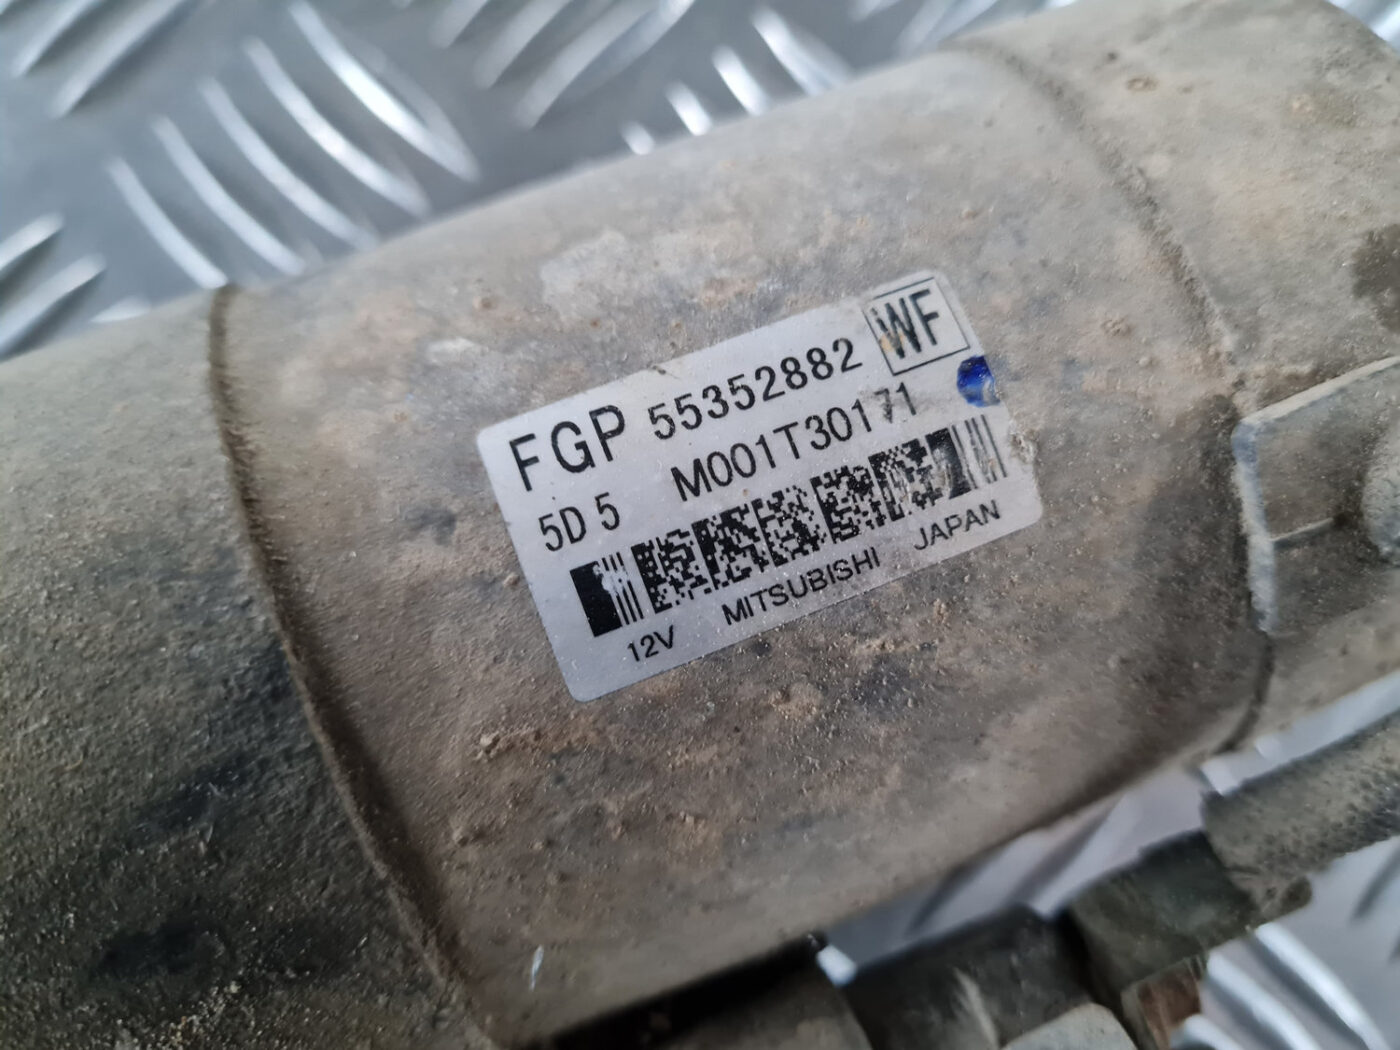 FGP 55352882 WF
5D 5 M001T30171
12V MITSUBISHI JAPAN